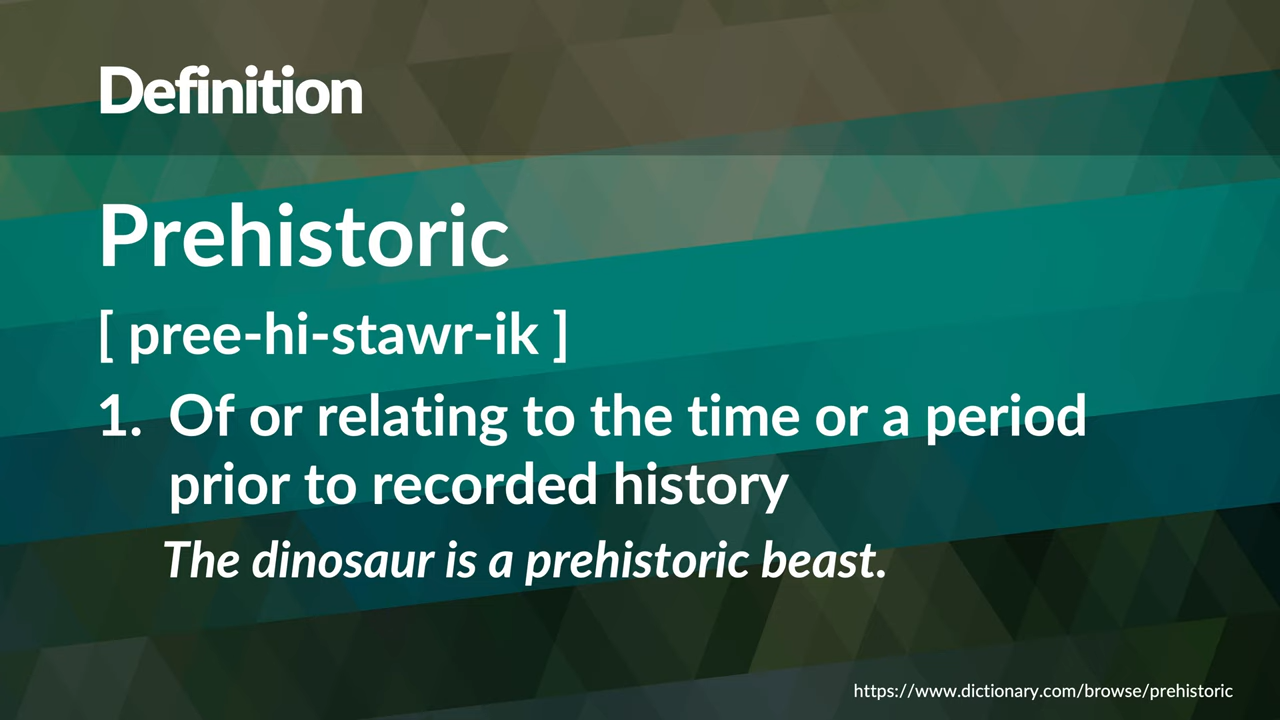 Definition
Prehistoric
[ pree-hi-stawr-ik ]
1. Of or relating to the time or a period
prior to recorded history
The dinosaur is a prehistoric beast.
https://www.dictionary.com/browse/prehistoric